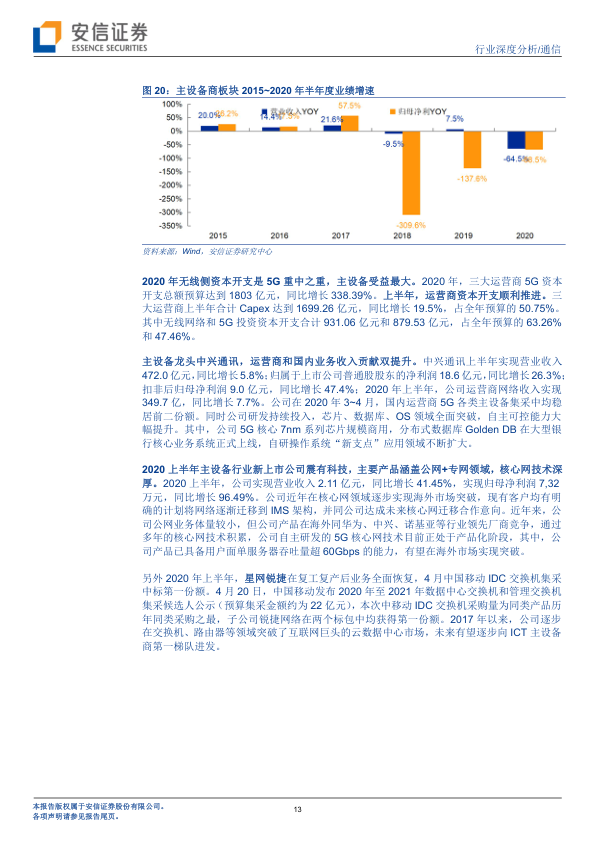 安信证券
ESSENCE SECURITIES
行业深度分析/通信
图 20：主设备商板块 2015~2020 年半年度业绩增速
营业收入YOY
归母净利YOY
100%
50%
0%
-50%
-100%
-150%
-200%
-250%
-300%
-350%
20.0%
14.4%
21.6%
57.5%
-9.5%
-309.6%
7.5%
-137.6%
-64.5%
2015
2016
2017
2018
2019
2020
资料来源：Wind，安信证券研究中心
2020 年无线侧资本开支是 5G 重中之重，主设备受益最大。2020 年，三大运营商 5G 资本
开支总额预算达到 1803 亿元，同比增长 338.39%。上半年，运营商资本开支顺利推进。三
大运营商上半年合计 Capex 达到 1699.26 亿元，同比增长 19.5%，占全年预算的 50.75%。
其中无线网络和 5G 投资资本开支合计 931.06 亿元和 879.53 亿元，占全年预算的 63.26%
和 47.46%。
主设备龙头中兴通讯，运营商和国内业务收入贡献双提升。中兴通讯上半年实现营业收入
472.0 亿元，同比增长 5.8%；归属于上市公司普通股股东的净利润 18.6 亿元，同比增长 26.3%；
扣非后归母净利润 9.0 亿元，同比增长 47.4%；2020 年上半年，公司运营商网络收入实现
349.7 亿，同比增长 7.7%。公司在 2020 年 3~4 月，国内运营商 5G 各类主设备集采中均稳
居前二份额。同时公司研发持续投入，芯片、数据库、OS 领域全面突破，自主可控能力大
幅提升。其中，公司 5G 核心 7nm 系列芯片规模商用，分布式数据库 Golden DB 在大型银
行核心业务系统正式上线，自研操作系统“新支点”应用领域不断扩大。
2020 上半年主设备行业新上市公司震有科技，主要产品涵盖公网+专网领域，核心网技术深
厚。2020 上半年，公司实现营业收入 2.11 亿元，同比增长 41.45%，实现归母净利润 7,32
万元，同比增长 96.49%。公司近年在核心网领域逐步实现海外市场突破，现有客户均有明
确的计划将网络逐渐迁移到 IMS 架构，并同公司达成未来核心网迁移合作意向。近年来，公
司公网业务体量较小，但公司产品在海外同华为、中兴、诺基亚等行业领先厂商竞争，通过
多年的核心网技术积累，公司自主研发的 5G 核心网技术目前正处于产品化阶段，其中，公
司产品已具备用户面单服务器吞吐量超 60Gbps 的能力，有望在海外市场实现突破。
另外 2020 年上半年，星网锐捷在复工复产后业务全面恢复，4 月中国移动 IDC 交换机集采
中标第一份额。4 月 20 日，中国移动发布 2020 年至 2021 年数据中心交换机和管理交换机
集采候选人公示（预算集采金额约为 22 亿元），本次中移动 IDC 交换机采购量为同类产品历
年同类采购之最，子公司锐捷网络在两个标包中均获得第一份额。2017 年以来，公司逐步
在交换机、路由器等领域突破了互联网巨头的云数据中心市场，未来有望逐步向 ICT 主设备
商第一梯队进发。
本报告版权属于安信证券股份有限公司。
各项声明请参见报告尾页。
13